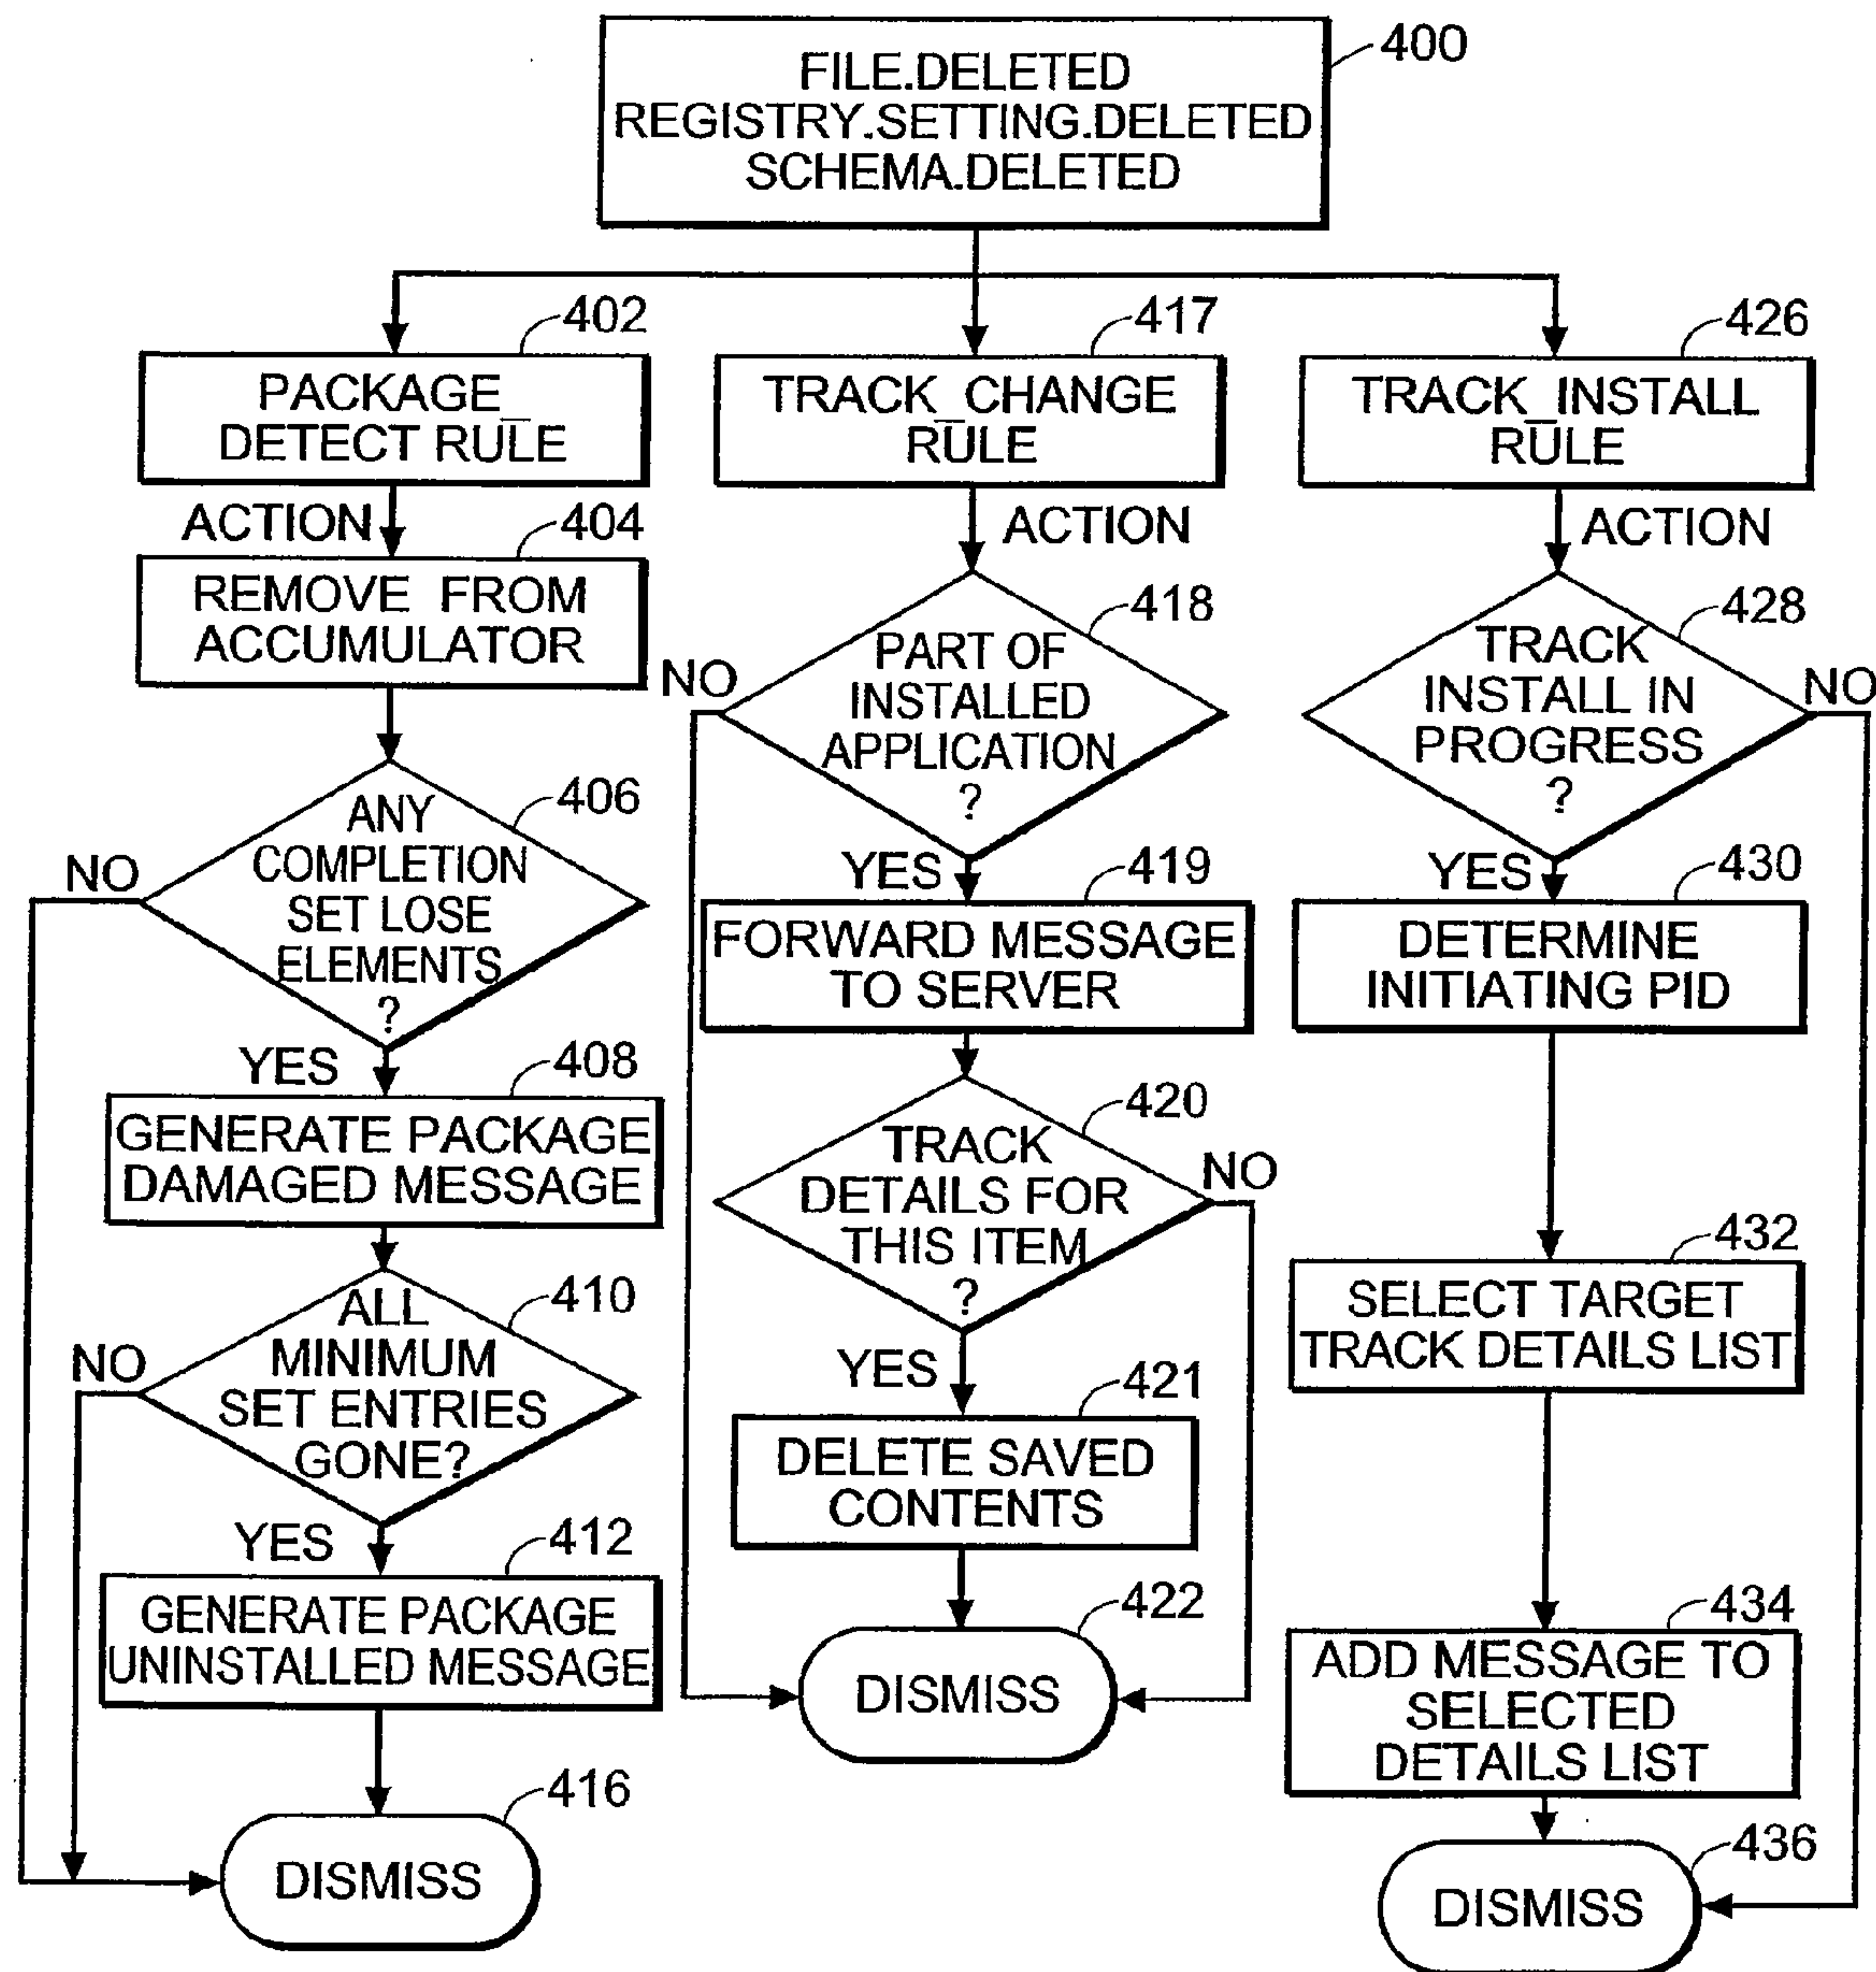 400
FILE.DELETED
REGISTRY.SETTING.DELETED
SCHEMA.DELETED
402
PACKAGE_
DETECT RULE
ACTION
404
REMOVE FROM
ACCUMULATOR
406
ANY
COMPLETION
SET LOSE
ELEMENTS
?
NO
YES
408
GENERATE PACKAGE
DAMAGED MESSAGE
410
ALL
MINIMUM
SET ENTRIES
GONE?
NO
YES
412
GENERATE PACKAGE
UNINSTALLED MESSAGE
416
DISMISS
417
TRACK_CHANGE
RULE
ACTION
418
PART OF
INSTALLED
APPLICATION
?
NO
YES
419
FORWARD MESSAGE
TO SERVER
420
TRACK
DETAILS FOR
THIS ITEM
?
NO
YES
421
DELETE SAVED
CONTENTS
422
DISMISS
426
TRACK_INSTALL
RULE
ACTION
428
TRACK
INSTALL IN
PROGRESS
?
NO
YES
430
DETERMINE
INITIATING PID
432
SELECT TARGET
TRACK DETAILS LIST
434
ADD MESSAGE TO
SELECTED
DETAILS LIST
436
DISMISS